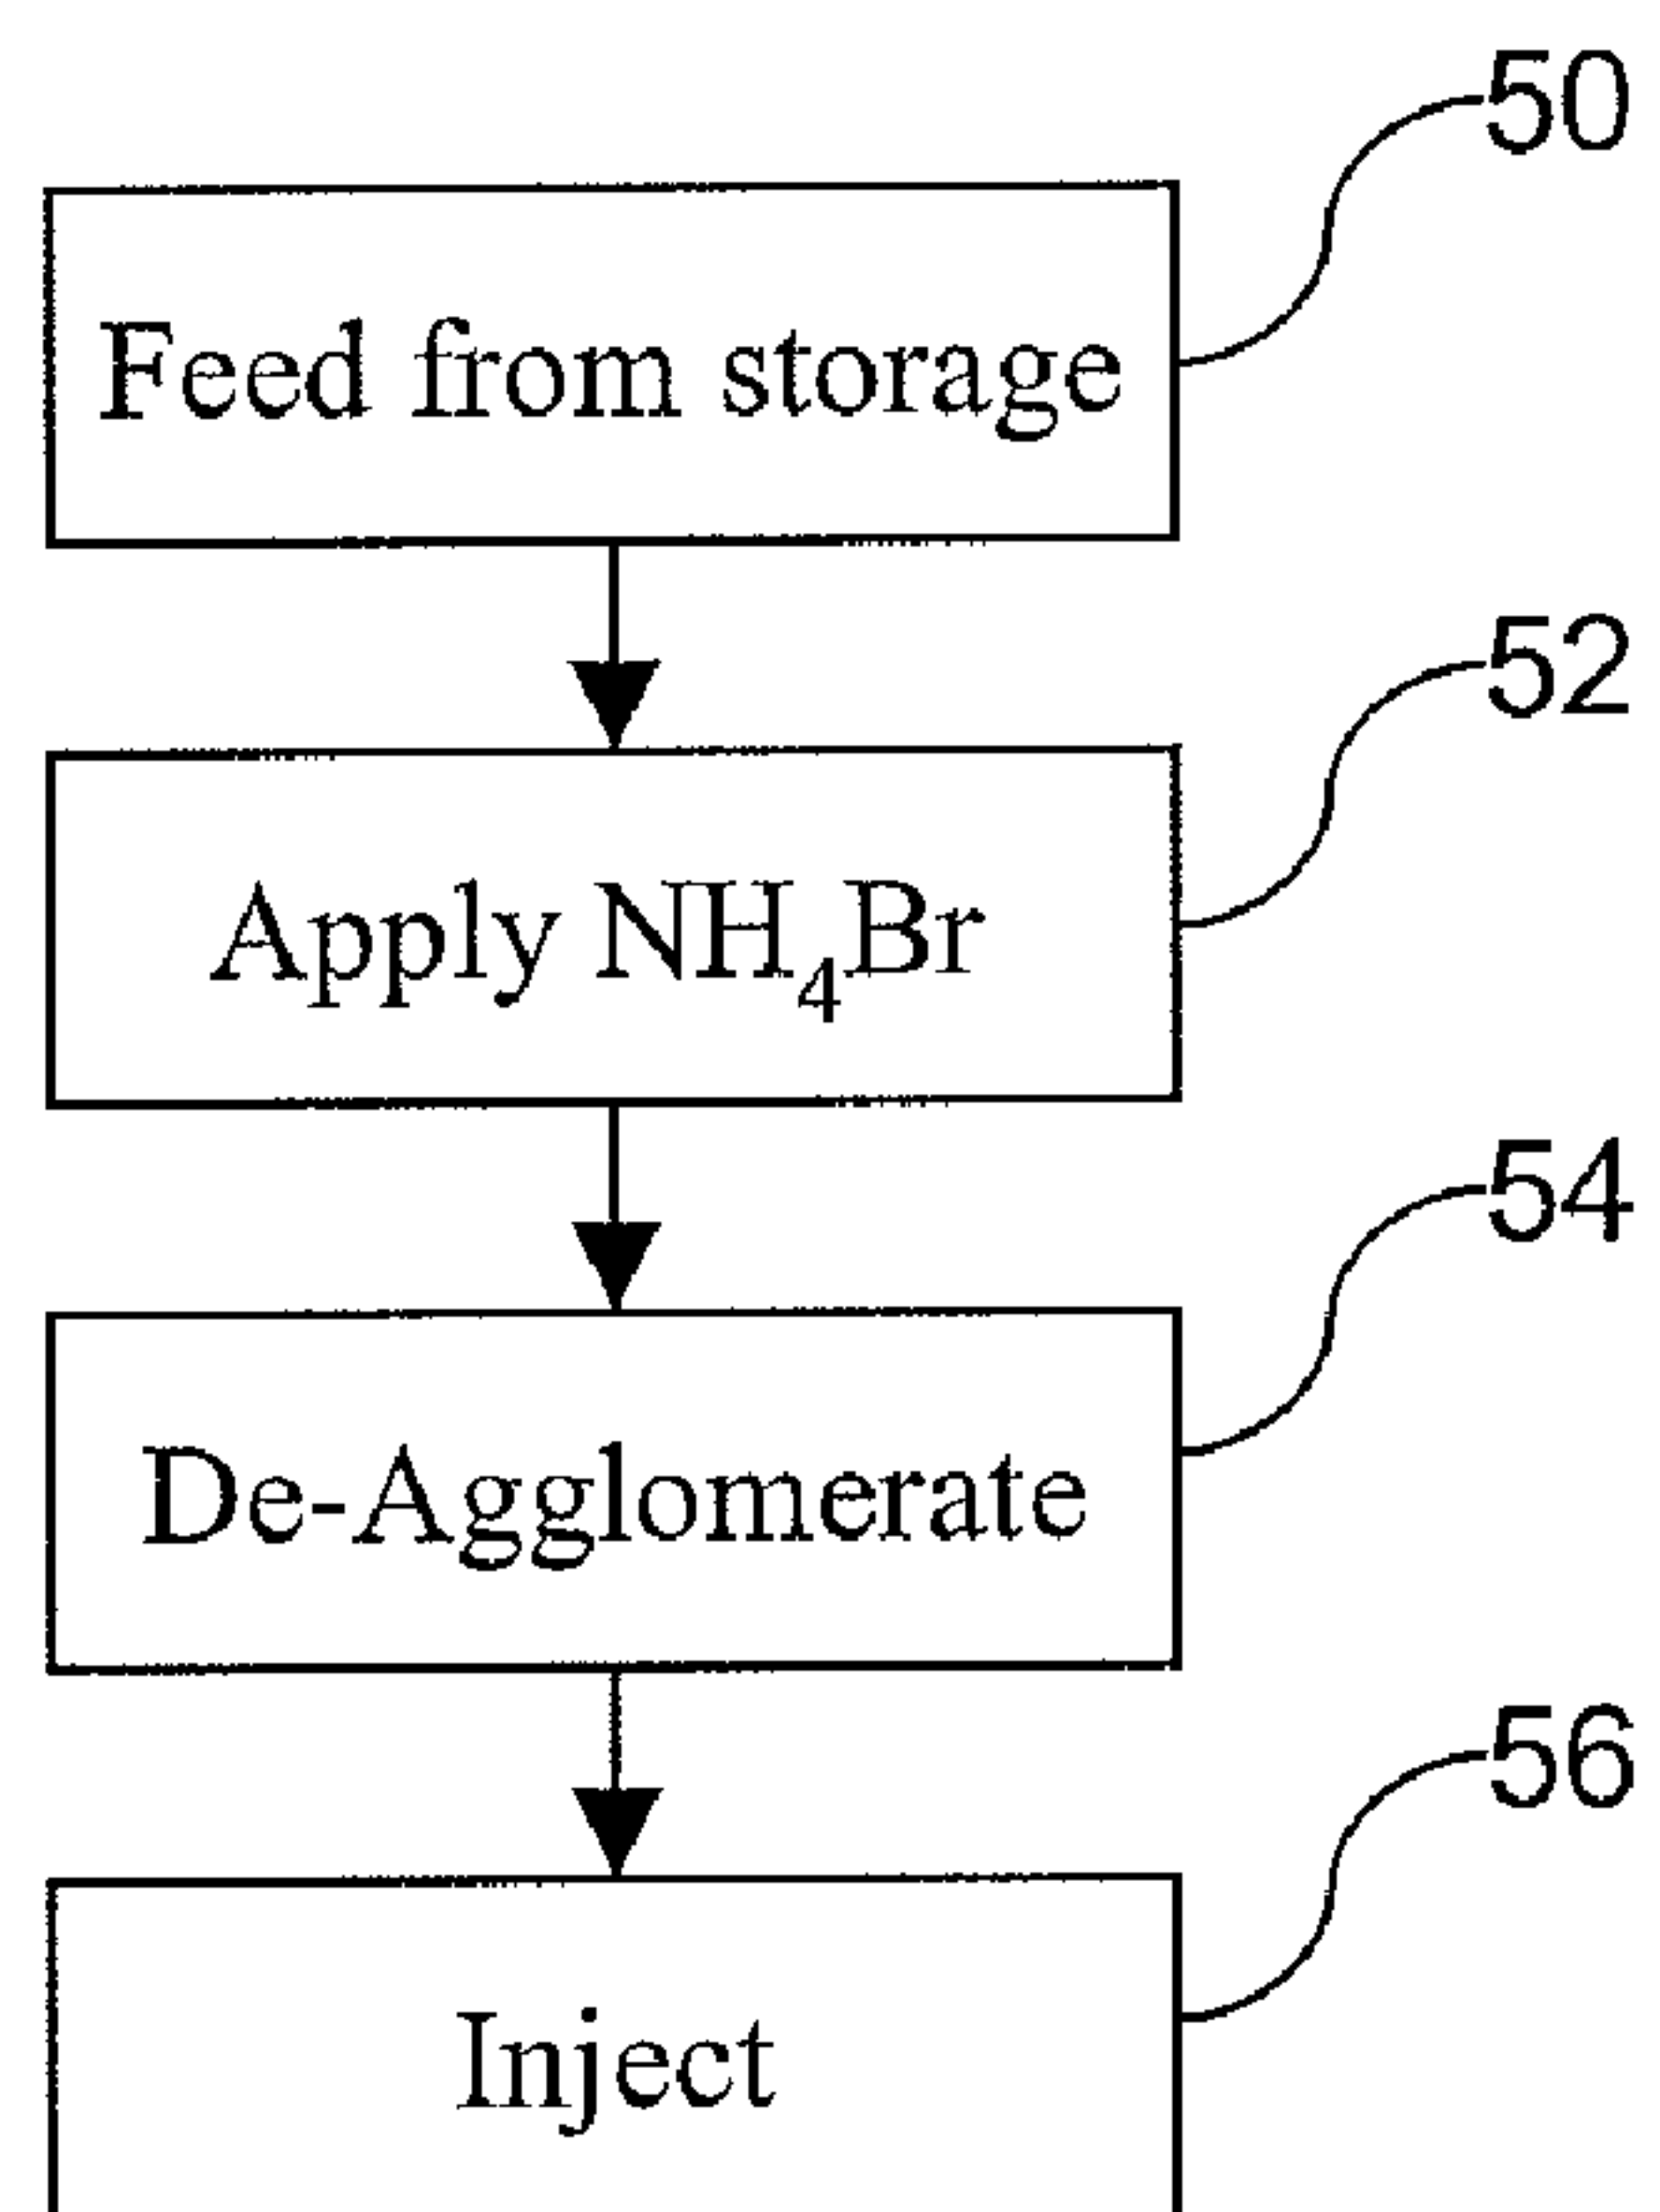 50
Feed from storage
52
Apply NH₄Br
54
De-Agglomerate
56
Inject